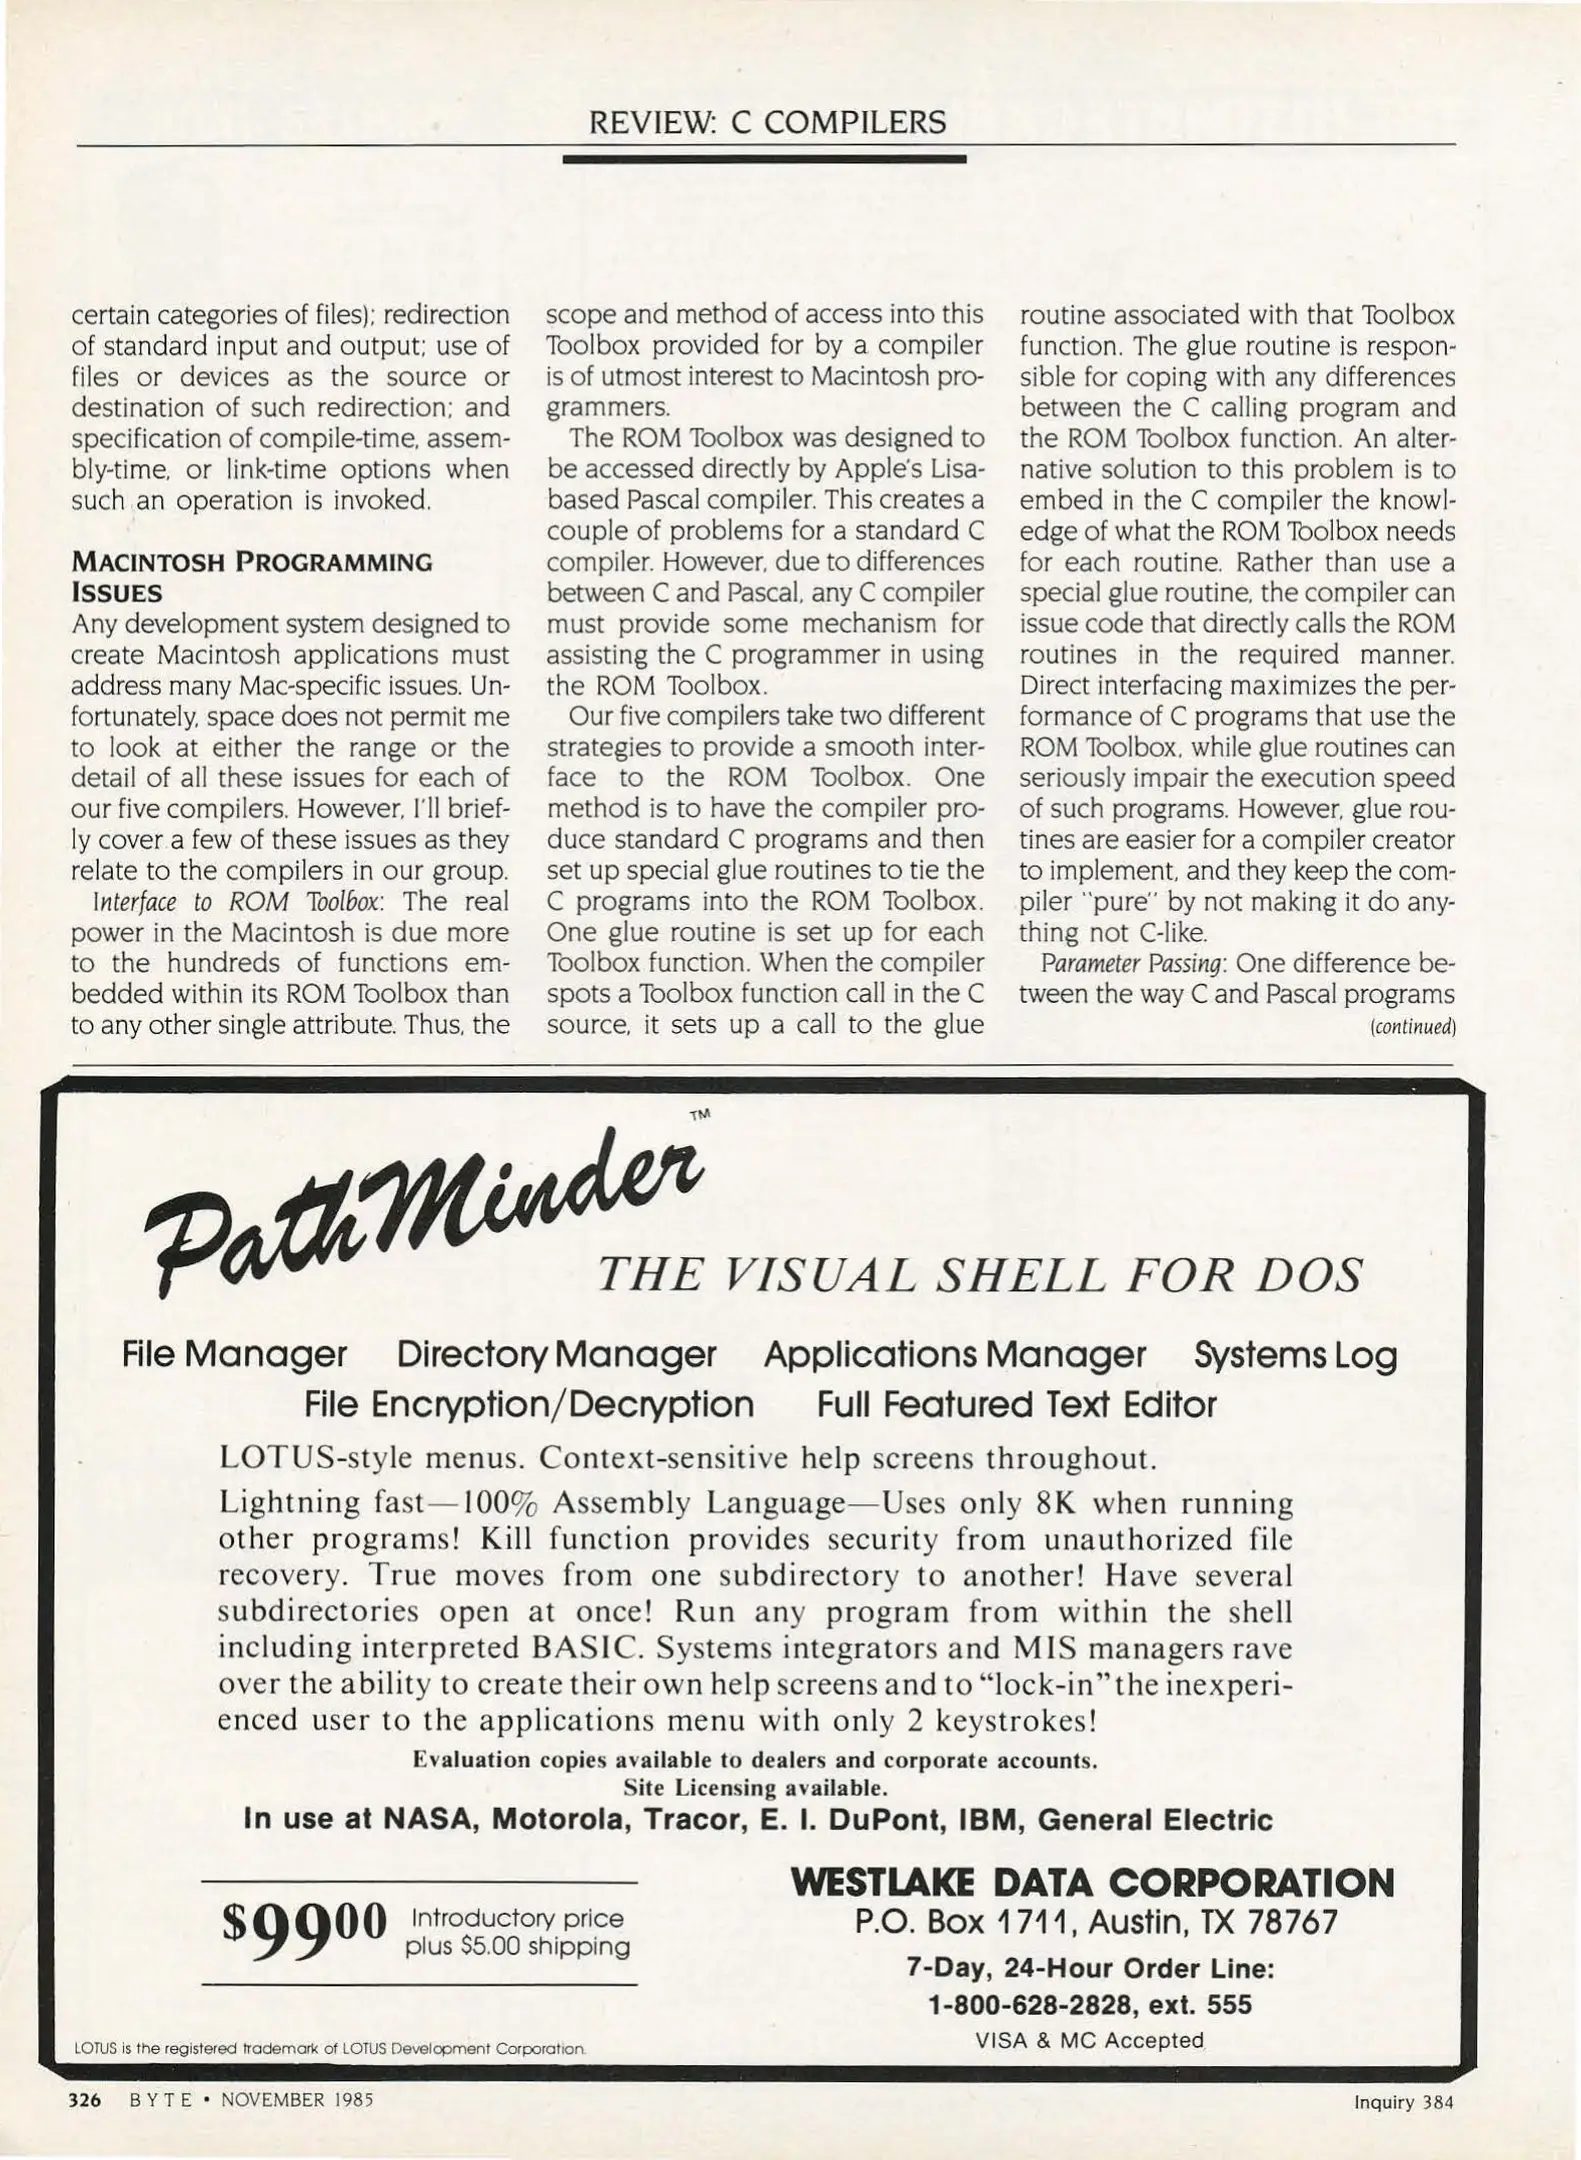 REVIEW: C COMPILERS
certain categories of files); redirection
of standard input and output; use of
files or devices as the source or
destination of such redirection; and
specification of compile-time, assem-
bly-time, or link-time options when
such an operation is invoked.
MACINTOSH PROGRAMMING
ISSUES
Any development system designed to
create Macintosh applications must
address many Mac-specific issues. Un-
fortunately, space does not permit me
to look at either the range or the
detail of all these issues for each of
our five compilers. However, I'll brief-
ly cover a few of these issues as they
relate to the compilers in our group.
Interface to ROM Toolbox: The real
power in the Macintosh is due more
to the hundreds of functions em-
bedded within its ROM Toolbox than
to any other single attribute. Thus, the
scope and method of access into this
Toolbox provided for by a compiler
is of utmost interest to Macintosh pro-
grammers.
The ROM Toolbox was designed to
be accessed directly by Apple's Lisa-
based Pascal compiler. This creates a
couple of problems for a standard C
compiler. However, due to differences
between C and Pascal, any C compiler
must provide some mechanism for
assisting the C programmer in using
the ROM Toolbox.
Our five compilers take two different
strategies to provide a smooth inter-
face to the ROM Toolbox. One
method is to have the compiler pro-
duce standard C programs and then
set up special glue routines to tie the
C programs into the ROM Toolbox.
One glue routine is set up for each
Toolbox function. When the compiler
spots a Toolbox function call in the C
source, it sets up a call to the glue
routine associated with that Toolbox
function. The glue routine is respon-
sible for coping with any differences
between the C calling program and
the ROM Toolbox function. An alter-
native solution to this problem is to
embed in the C compiler the knowl-
edge of what the ROM Toolbox needs
for each routine. Rather than use a
special glue routine, the compiler can
issue code that directly calls the ROM
routines in the required manner.
Direct interfacing maximizes the per-
formance of C programs that use the
ROM Toolbox, while glue routines can
seriously impair the execution speed
of such programs. However, glue rou-
tines are easier for a compiler creator
to implement, and they keep the com-
piler "pure" by not making it do any-
thing not C-like.
Parameter Passing: One difference be-
tween the way C and Pascal programs
(continued)
PathMinder™
THE VISUAL SHELL FOR DOS
File Manager Directory Manager Applications Manager Systems Log
File Encryption/Decryption Full Featured Text Editor
LOTUS-style menus. Context-sensitive help screens throughout.
Lightning fast—100% Assembly Language—Uses only 8K when running
other programs! Kill function provides security from unauthorized file
recovery. True moves from one subdirectory to another! Have several
subdirectories open at once! Run any program from within the shell
including interpreted BASIC. Systems integrators and MIS managers rave
over the ability to create their own help screens and to “lock-in” the inexperi-
enced user to the applications menu with only 2 keystrokes!
Evaluation copies available to dealers and corporate accounts.
Site Licensing available.
In use at NASA, Motorola, Tracor, E. I. DuPont, IBM, General Electric
$9900 Introductory price
plus $5.00 shipping
WESTLAKE DATA CORPORATION
P.O. Box 1711, Austin, TX 78767
7-Day, 24-Hour Order Line:
1-800-628-2828, ext. 555
VISA & MC Accepted
LOTUS is the registered trademark of LOTUS Development Corporation.
326 BYTE • NOVEMBER 1985
Inquiry 384